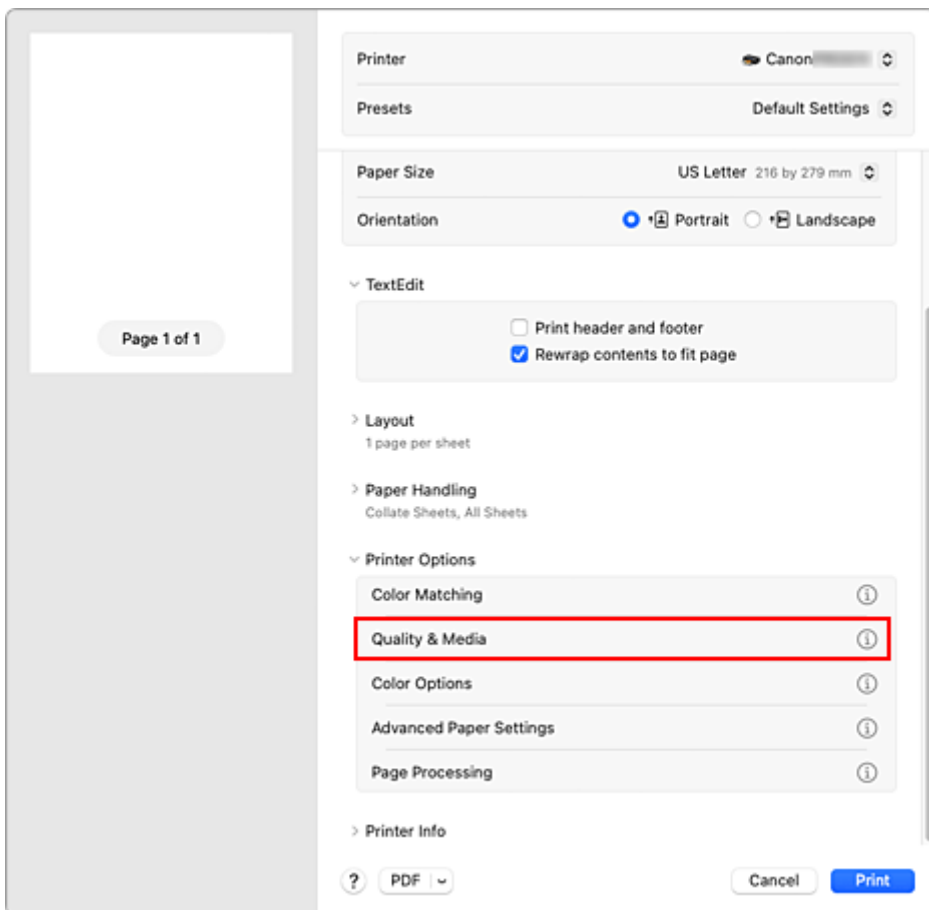 Page 1 of 1
Printer Canon
Presets Default Settings
Paper Size US Letter 216 by 279 mm
Orientation Portrait Landscape
TextEdit
Print header and footer
Rewrap contents to fit page
Layout
1 page per sheet
Paper Handling
Collate Sheets, All Sheets
Printer Options
Color Matching
Quality & Media
Color Options
Advanced Paper Settings
Page Processing
Printer Info
? PDF Cancel Print